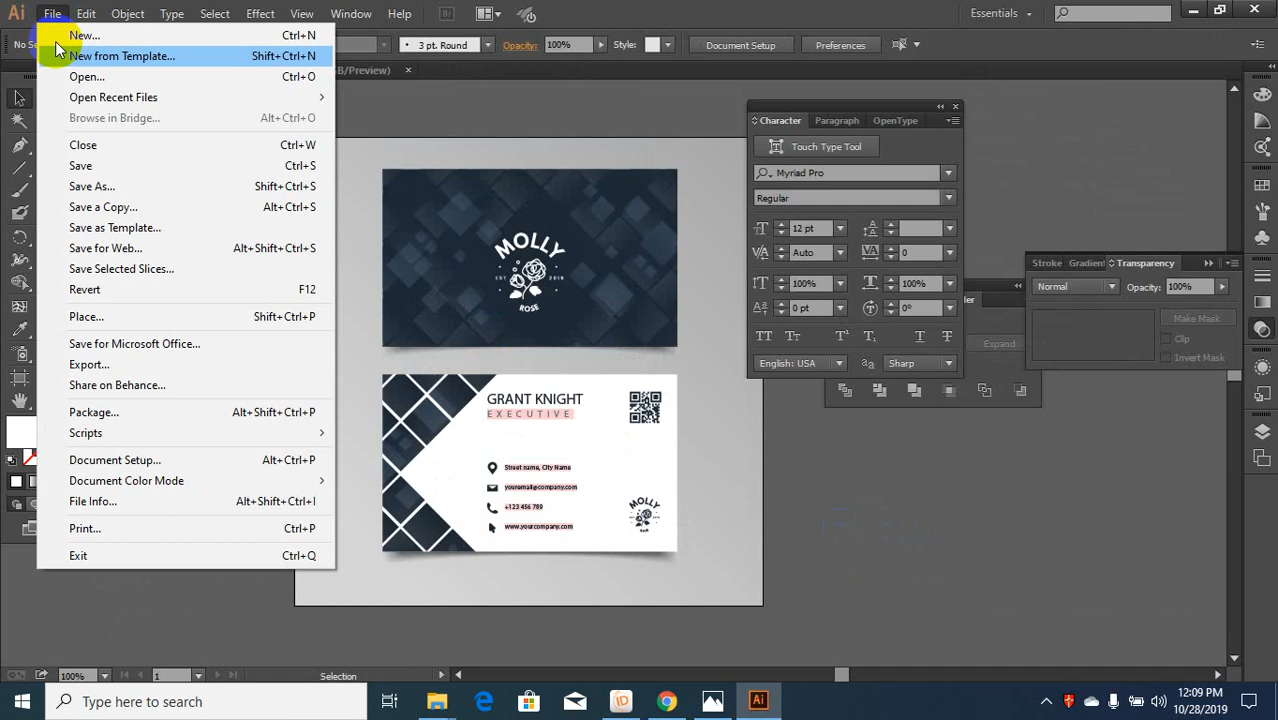 Ai File Edit Object Type Select Effect View Window Help Br Essentials
3 pt. Round Opacity: 100% Style: Document Setup Preferences
New... Ctrl+N
New from Template... Shift+Ctrl+N
Open... Ctrl+O
Open Recent Files
Browse in Bridge... Alt+Ctrl+O
Close Ctrl+W
Save Ctrl+S
Save As... Shift+Ctrl+S
Save a Copy... Alt+Ctrl+S
Save as Template...
Save for Web... Alt+Shift+Ctrl+S
Save Selected Slices...
Revert F12
Place... Shift+Ctrl+P
Save for Microsoft Office...
Export...
Share on Behance...
Package... Alt+Shift+Ctrl+P
Scripts
Document Setup... Alt+Ctrl+P
Document Color Mode
File Info... Alt+Shift+Ctrl+I
Print... Ctrl+P
Exit Ctrl+Q
MOLLY
EST 2019
ROSE
GRANT KNIGHT
EXECUTIVE
Street name, City Name
youremail@company.com
+123 456 789
www.yourcompany.com
MOLLY
ROSE
Character Paragraph OpenType
Touch Type Tool
Myriad Pro
Regular
12 pt
Auto 0
100% 100%
0 pt 0°
English: USA Sharp
Stroke Gradient Transparency
Normal Opacity: 100%
Make Mask
Clip
Invert Mask
Expand
100% 1 Selection
Type here to search
12:09 PM
10/28/2019